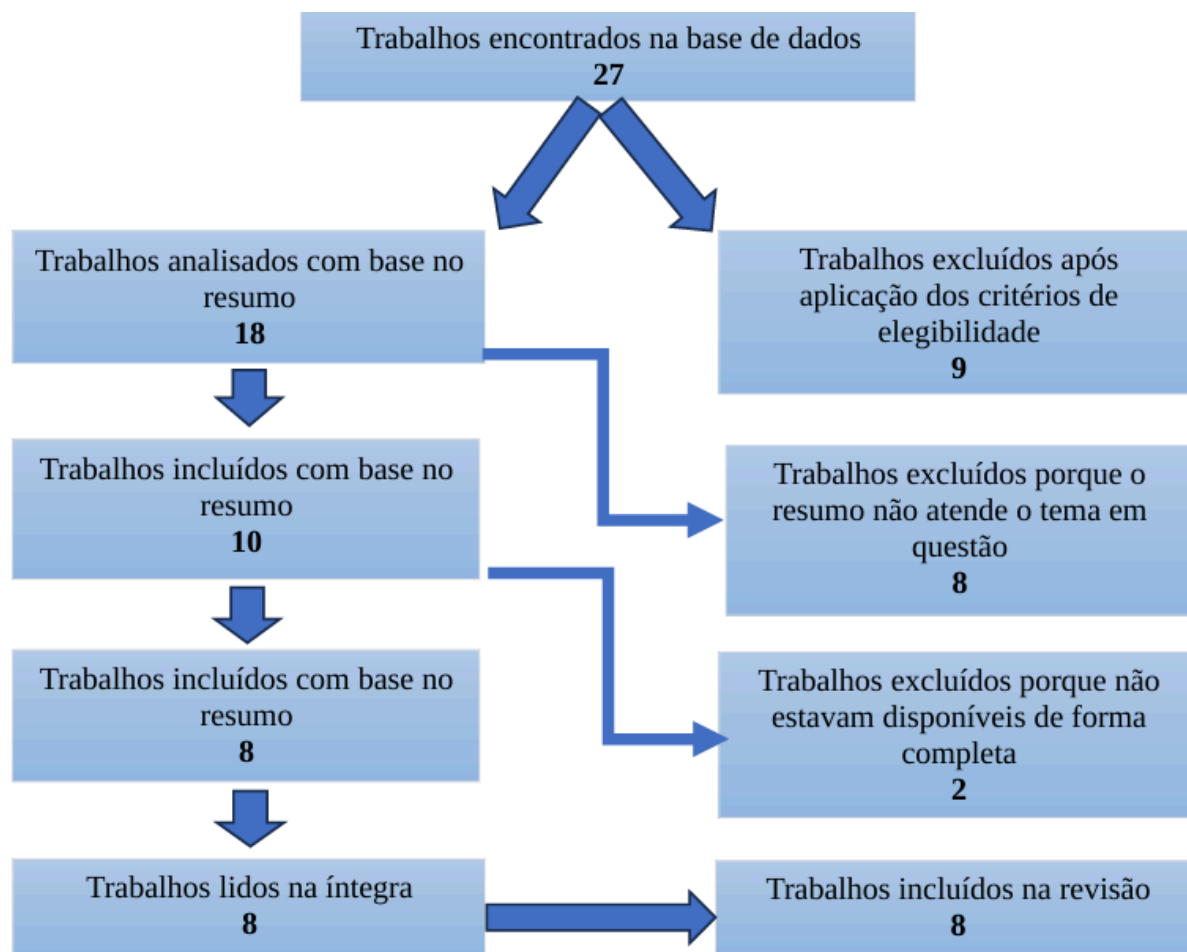 Trabalhos encontrados na base de dados
27
Trabalhos analisados com base no
resumo
18
Trabalhos excluídos após
aplicação dos critérios de
elegibilidade
9
Trabalhos incluídos com base no
resumo
10
Trabalhos excluídos porque o
resumo não atende o tema em
questão
8
Trabalhos incluídos com base no
resumo
8
Trabalhos excluídos porque não
estavam disponíveis de forma
completa
2
Trabalhos lidos na íntegra
8
Trabalhos incluídos na revisão
8